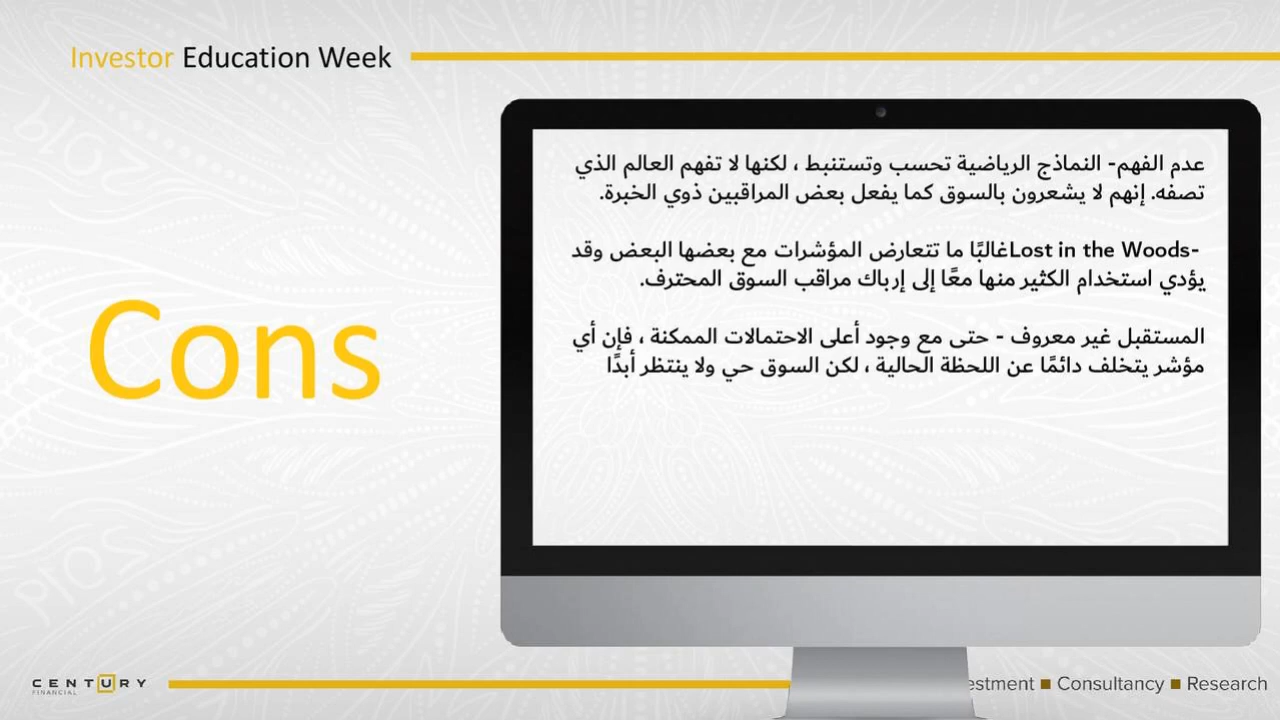 Investor Education Week
Cons
عدم الفهم- النماذج الرياضية تحسب وتستنبط ، لكنها لا تفهم العالم الذي
تصفه. إنهم لا يشعرون بالسوق كما يفعل بعض المراقبين ذوي الخبرة.
-Lost in the Woodsغالبًا ما تتعارض المؤشرات مع بعضها البعض وقد
يؤدي استخدام الكثير منها معًا إلى إرباك مراقب السوق المحترف.
المستقبل غير معروف - حتى مع وجود أعلى الاحتمالات الممكنة ، فإن أي
مؤشر يتخلف دائمًا عن اللحظة الحالية ، لكن السوق حي ولا ينتظر أبدًا
CENTURY
FINANCIAL
estment ■ Consultancy ■ Research